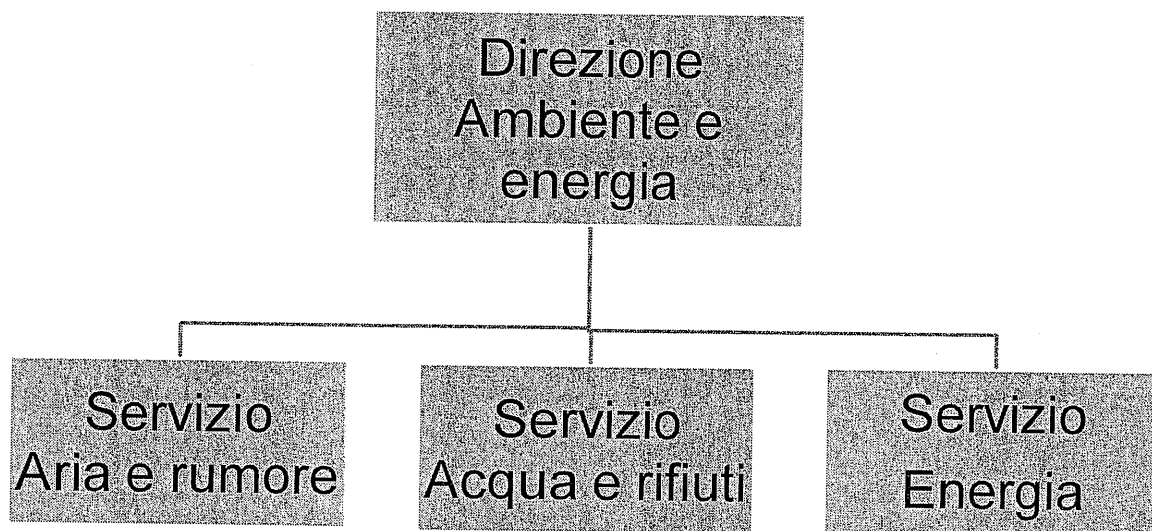 Direzione
Ambiente e
energia
Servizio
Aria e rumore
Servizio
Acqua e rifiuti
Servizio
Energia